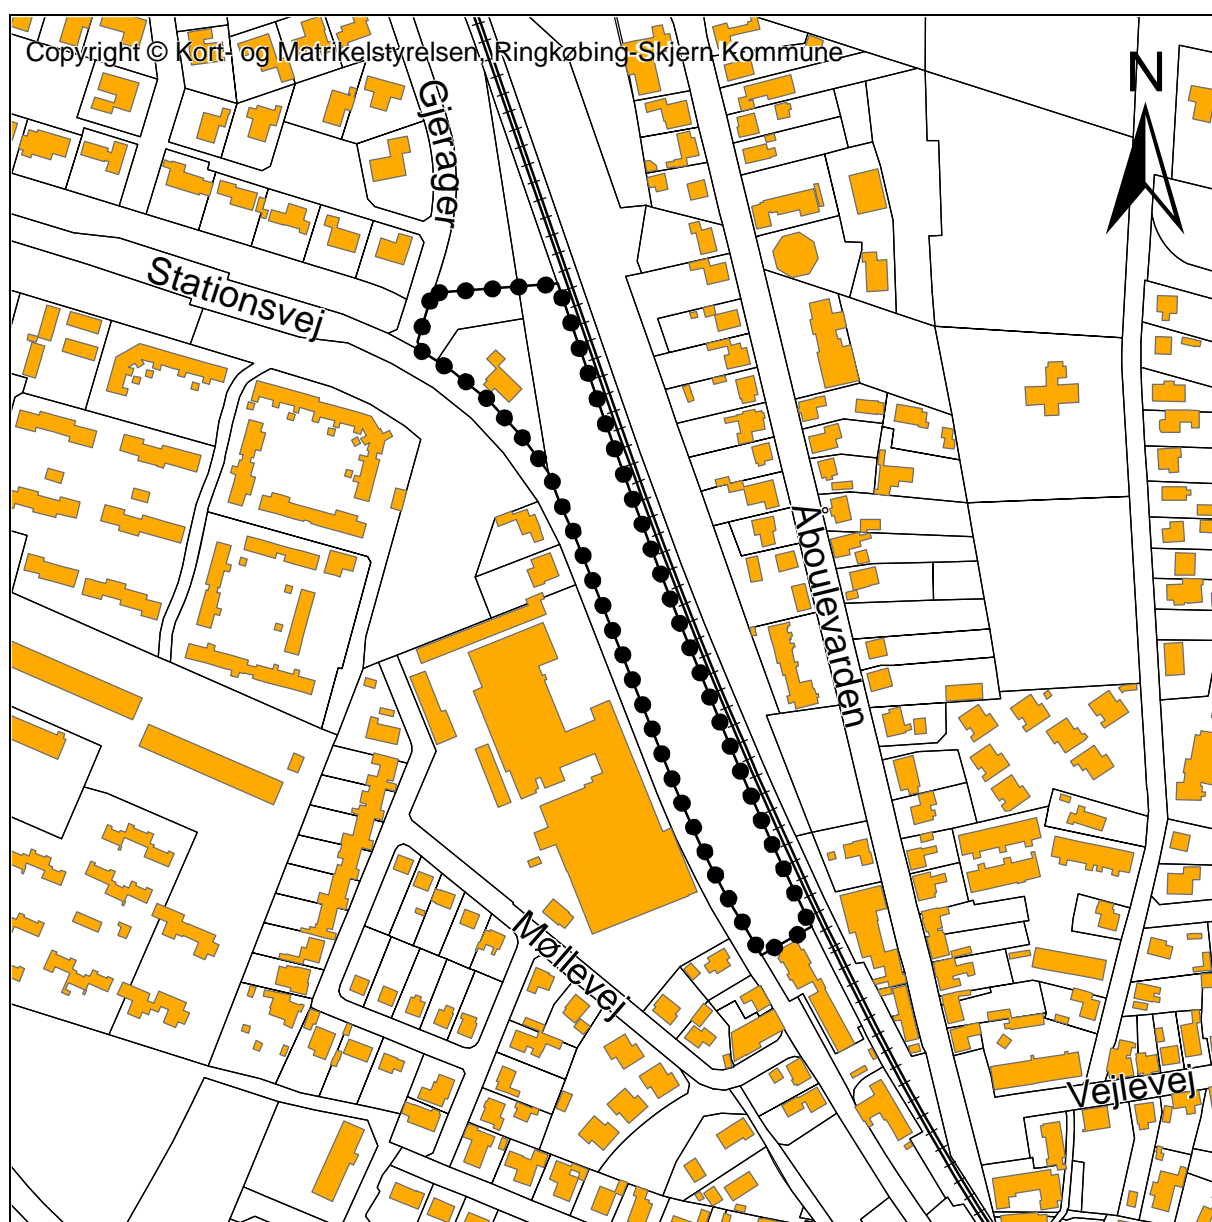 Copyright © Kort- og Matrikelstyrelsen, Ringkøbing-Skjern Kommune
N
Gjerager
Stationsvej
Åboulevarden
Møllevej
Vejlevej